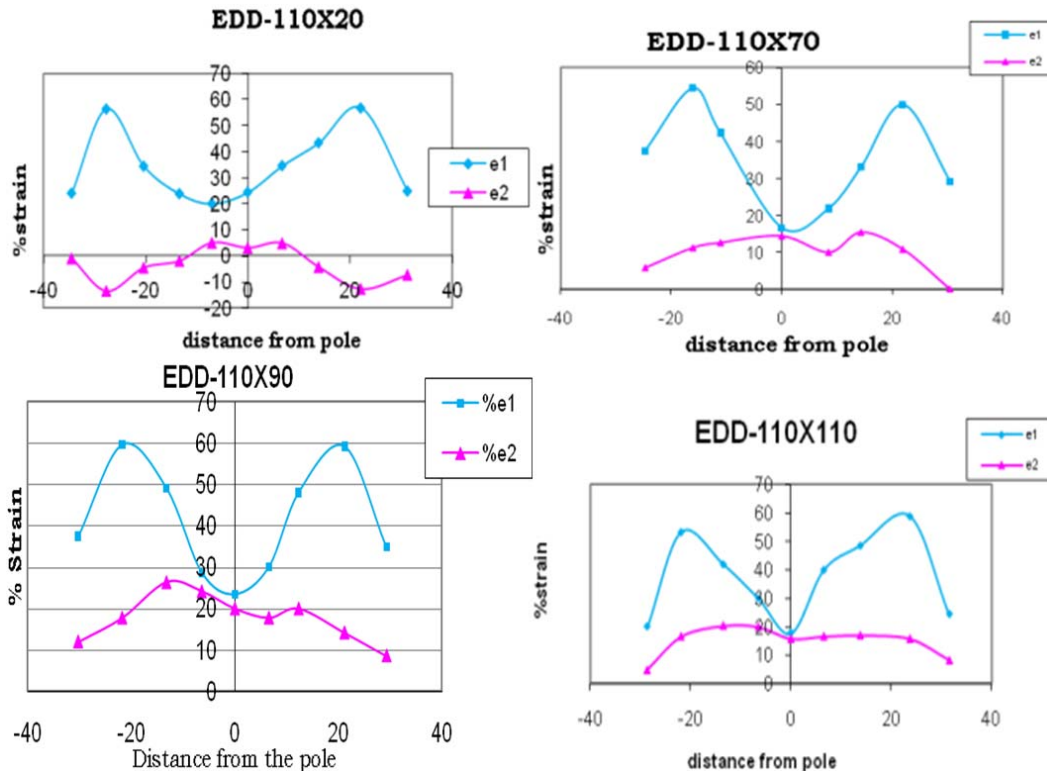 EDD-110X20
70
60
50
40
30
20
10
0
-10
-20
-40
-20
0
20
40
%strain
distance from pole
e1
e2
EDD-110X70
60
50
40
30
20
10
0
-40
-20
0
20
40
%strain
distance from pole
e1
e2
EDD-110X90
70
60
50
40
30
20
10
0
-40
-20
0
20
40
% Strain
Distance from the pole
%e1
%e2
EDD-110X110
70
60
50
40
30
20
10
0
-40
-20
0
20
40
%strain
distance from pole
e1
e2